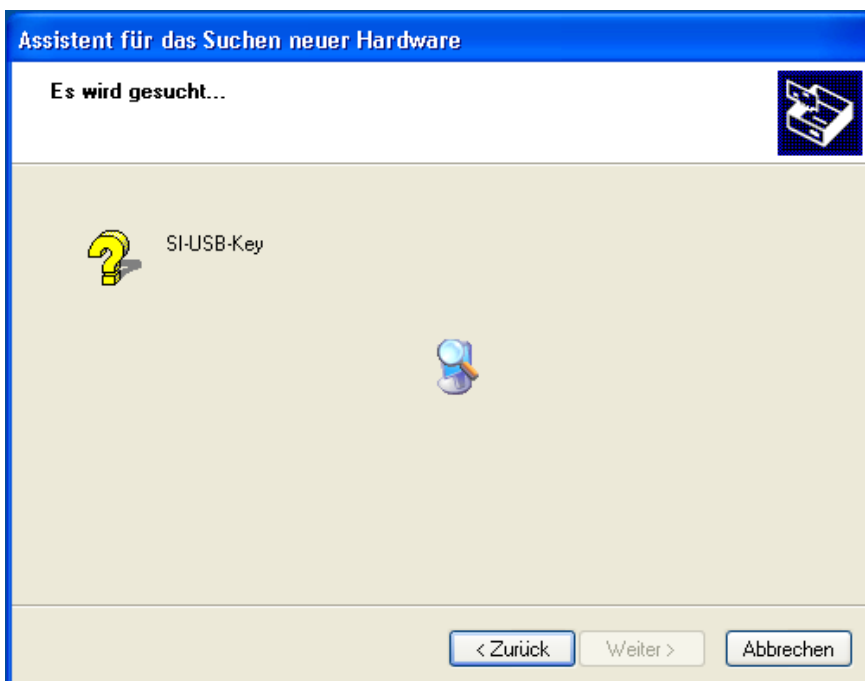 Assistent für das Suchen neuer Hardware
Es wird gesucht...
SI-USB-Key
< Zurück
Weiter >
Abbrechen